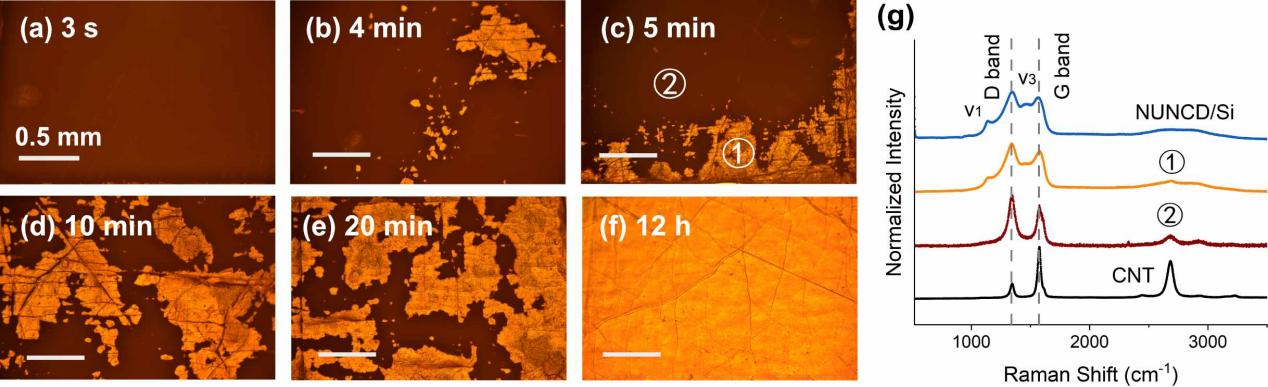 (a) 3 s
0.5 mm
(b) 4 min
(c) 5 min
②
①
(d) 10 min
(e) 20 min
(f) 12 h
(g)
D band
G band
v3
v1
NUNCD/Si
①
②
CNT
Normalized Intensity
1000 2000 3000
Raman Shift (cm⁻¹)